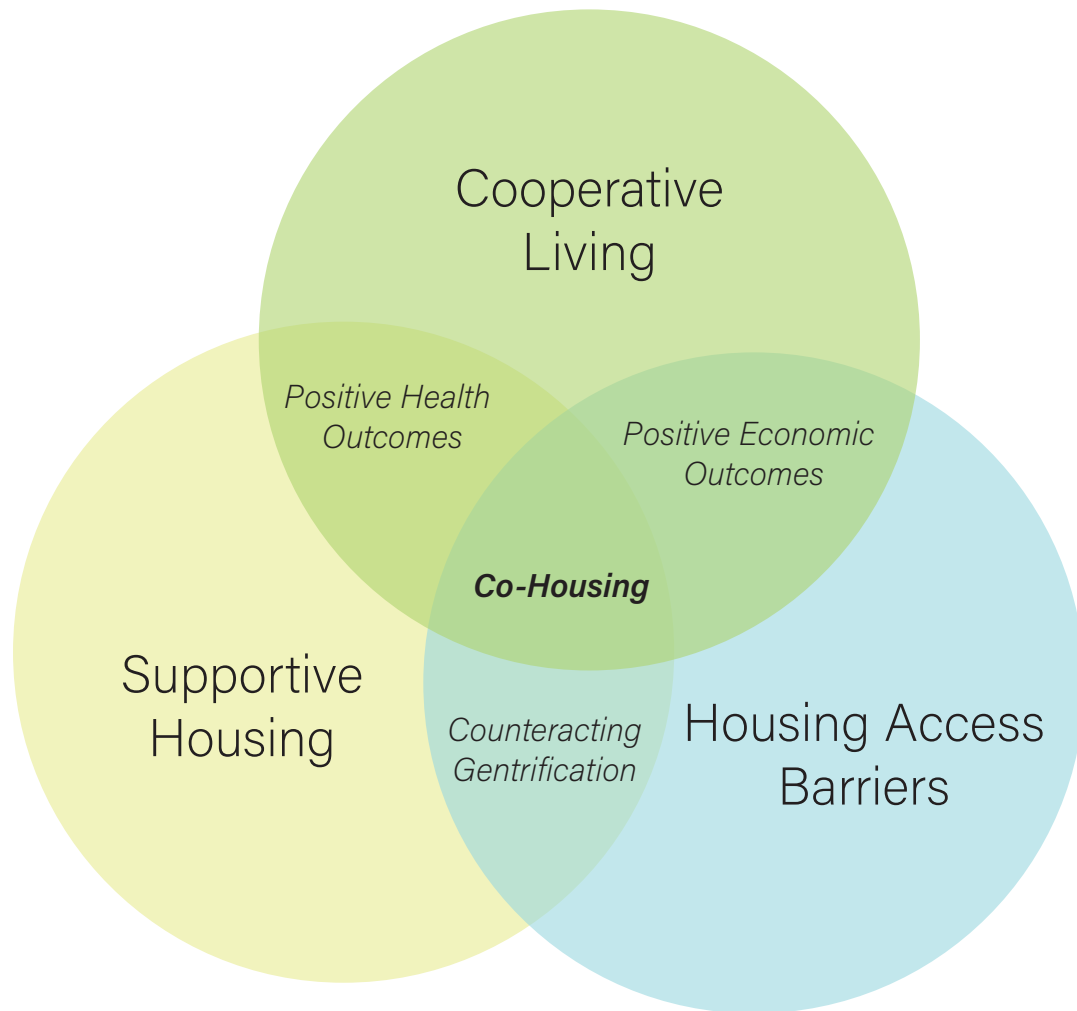 Cooperative
Living
Positive Health
Outcomes
Positive Economic
Outcomes
Co-Housing
Supportive
Housing
Housing Access
Barriers
Counteracting
Gentrification